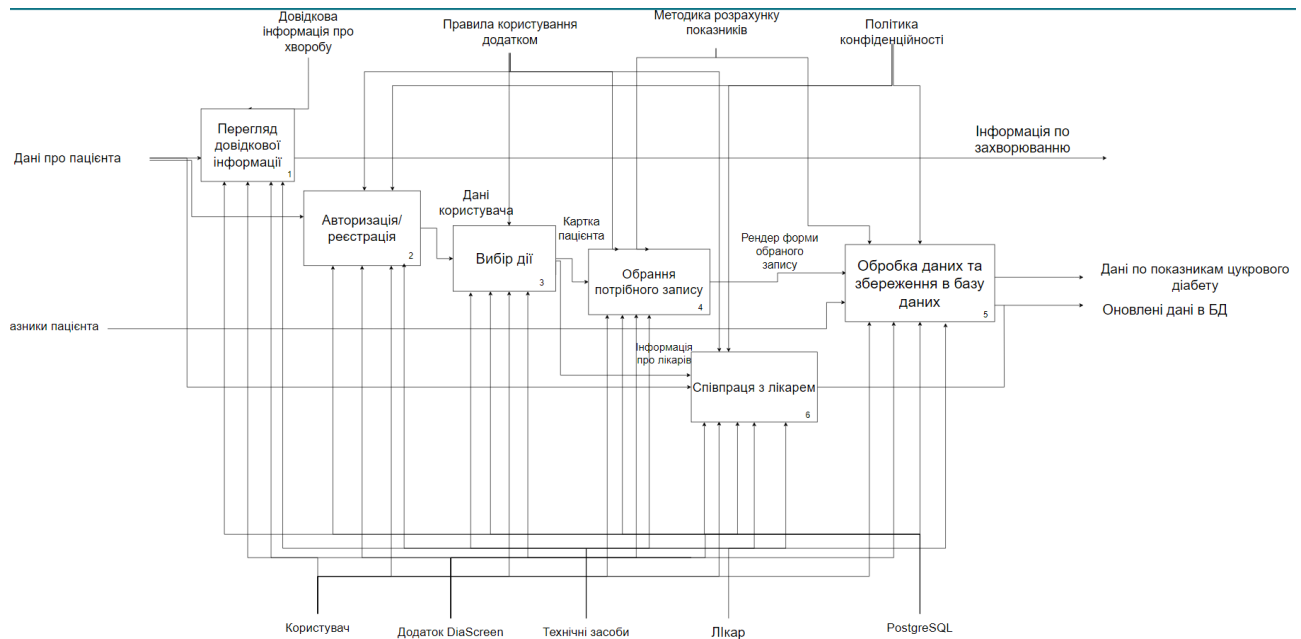 Довідкова
інформація про
хворобу
Правила користування
додатком
Методика розрахунку
показників
Політика
конфіденційності
Перегляд
довідкової
інформації
1
Дані про пацієнта
Інформація по
захворюванню
Авторизація/
реєстрація
2
Дані
користувача
Вибір дії
3
Картка
пацієнта
Обрання
потрібного запису
4
Рендер форми
обраного
запису
Обробка даних та
збереження в базу
даних
5
Дані по показникам цукрового
діабету
Оновлені дані в БД
азники пацієнта
Інформація
про лікарів
Співпраця з лікарем
6
Користувач
Додаток DiaScreen
Технічні засоби
Лікар
PostgreSQL